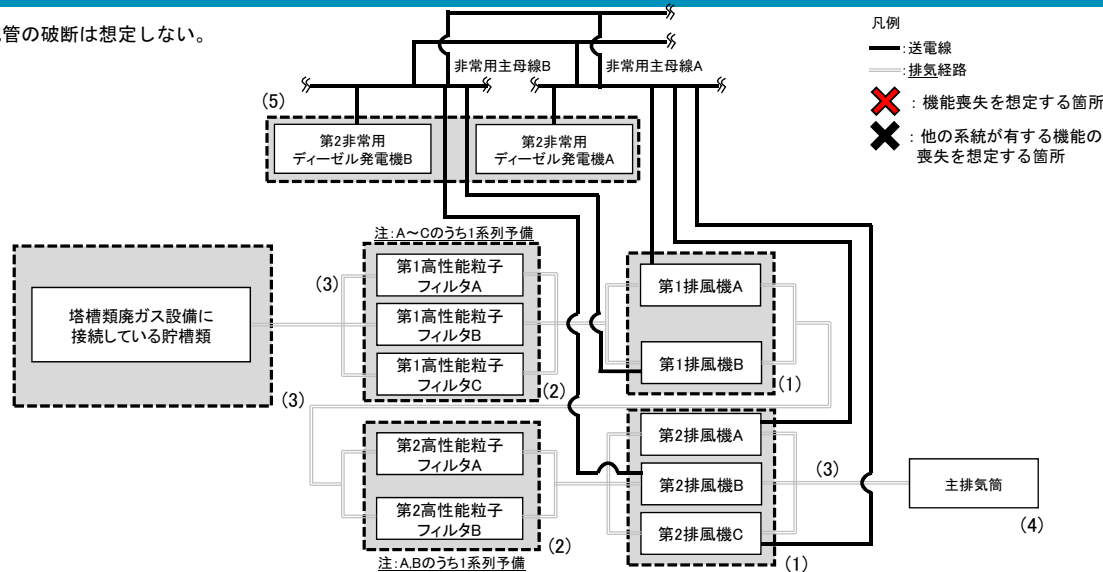 管の破断は想定しない。
凡例
:送電線
:排気経路
:機能喪失を想定する箇所
:他の系統が有する機能の
喪失を想定する箇所
非常用主母線B
非常用主母線A
(5)
第2非常用
ディーゼル発電機B
第2非常用
ディーゼル発電機A
注:A~Cのうち1系列予備
塔槽類廃ガス設備に
接続している貯槽類
(3)
(3)
第1高性能粒子
フィルタA
第1高性能粒子
フィルタB
第1高性能粒子
フィルタC
(2)
第1排風機A
第1排風機B
(1)
第2高性能粒子
フィルタA
第2高性能粒子
フィルタB
(2)
注:A,Bのうち1系列予備
第2排風機A
第2排風機B
第2排風機C
(1)
(3)
主排気筒
(4)